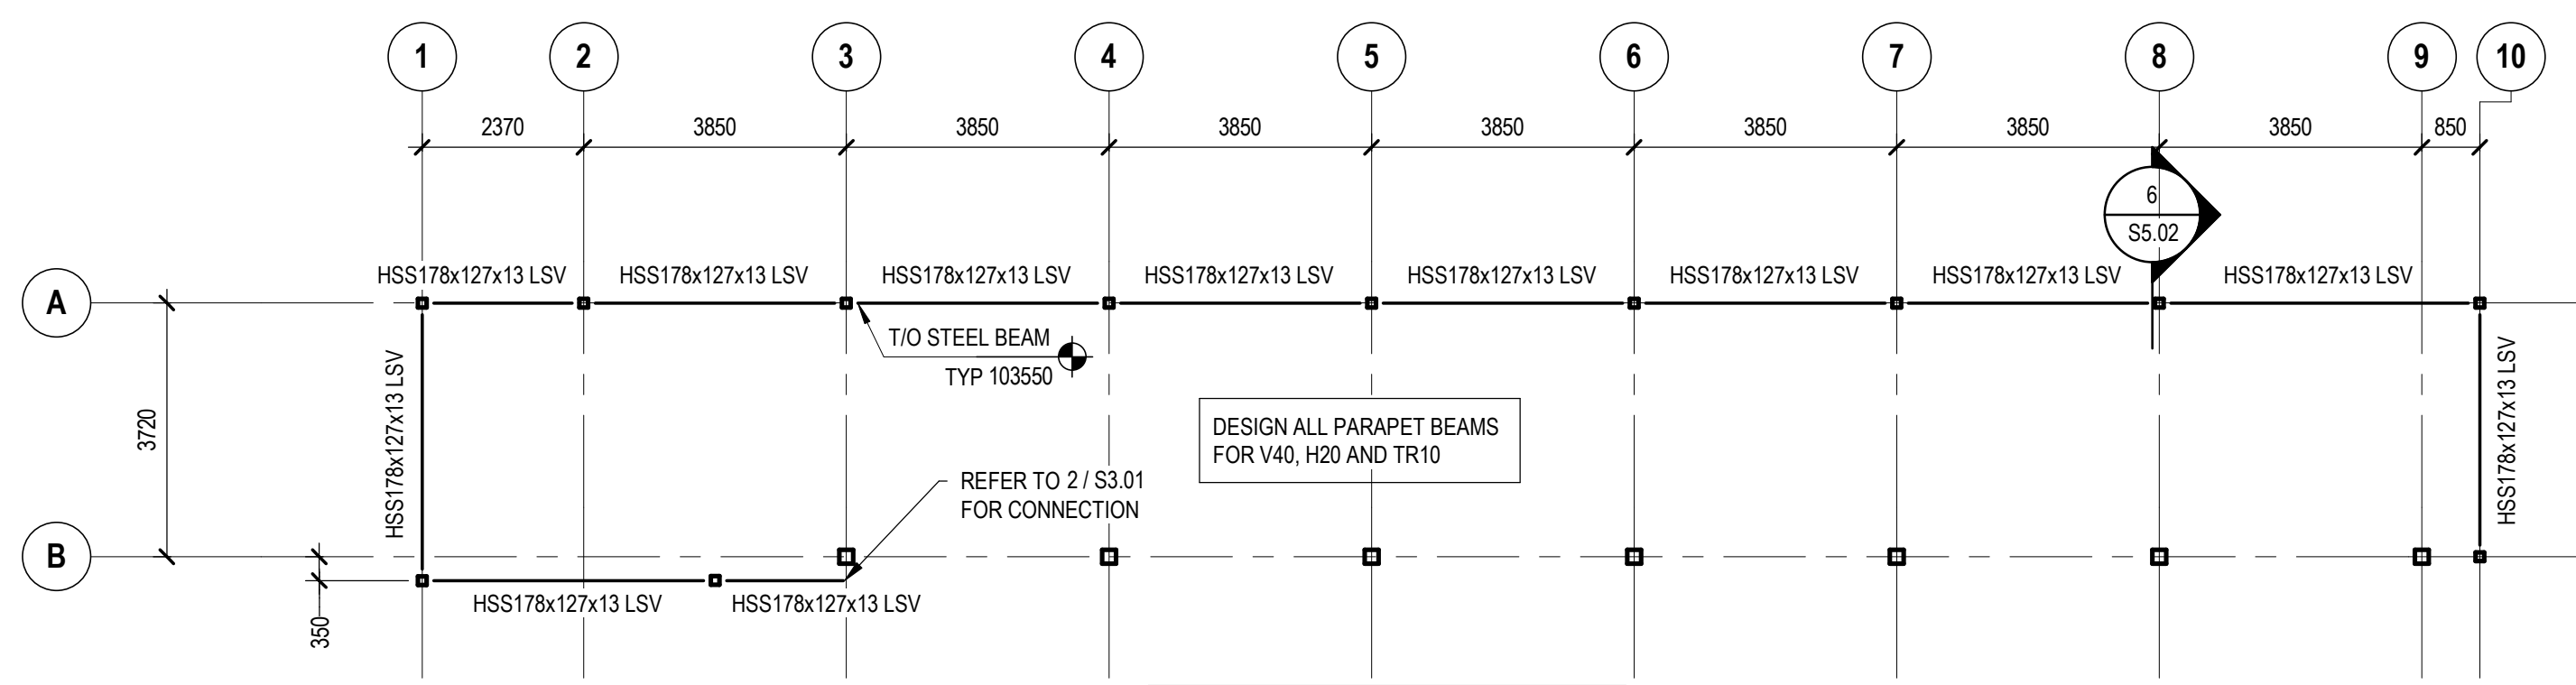 1 2 3 4 5 6 7 8 9 10
2370 3850 3850 3850 3850 3850 3850 3850 850
6
S5.02
HSS178x127x13 LSV HSS178x127x13 LSV HSS178x127x13 LSV HSS178x127x13 LSV HSS178x127x13 LSV HSS178x127x13 LSV HSS178x127x13 LSV HSS178x127x13 LSV
A
T/O STEEL BEAM
TYP 103550
3720
HSS178x127x13 LSV
DESIGN ALL PARAPET BEAMS
FOR V40, H20 AND TR10
HSS178x127x13 LSV
REFER TO 2 / S3.01
FOR CONNECTION
B
HSS178x127x13 LSV HSS178x127x13 LSV
350